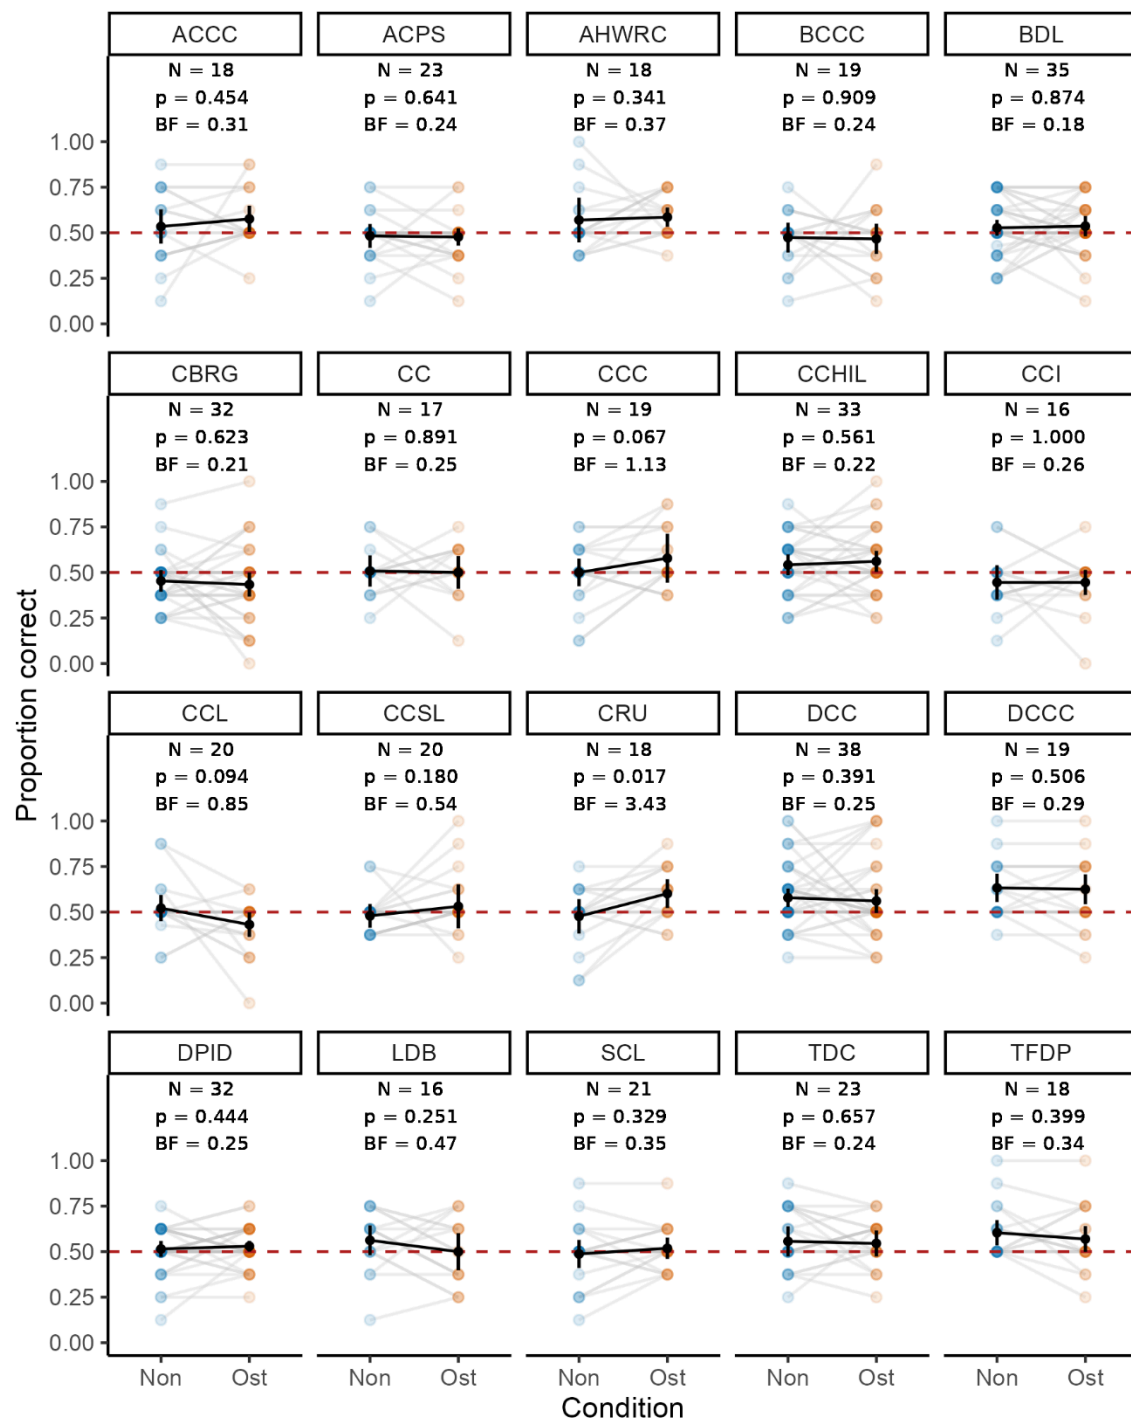 ACCC ACPS AHWRC BCCC BDL
N = 18 N = 23 N = 18 N = 19 N = 35
p = 0.454 p = 0.641 p = 0.341 p = 0.909 p = 0.874
BF = 0.31 BF = 0.24 BF = 0.37 BF = 0.24 BF = 0.18
1.00
0.75
0.50
0.25
0.00
CBRG CC CCC CCHIL CCI
N = 32 N = 17 N = 19 N = 33 N = 16
p = 0.623 p = 0.891 p = 0.067 p = 0.561 p = 1.000
BF = 0.21 BF = 0.25 BF = 1.13 BF = 0.22 BF = 0.26
1.00
0.75
0.50
0.25
0.00
Proportion correct
CCL CCSL CRU DCC DCCC
N = 20 N = 20 N = 18 N = 38 N = 19
p = 0.094 p = 0.180 p = 0.017 p = 0.391 p = 0.506
BF = 0.85 BF = 0.54 BF = 3.43 BF = 0.25 BF = 0.29
1.00
0.75
0.50
0.25
0.00
DPID LDB SCL TDC TFDP
N = 32 N = 16 N = 21 N = 23 N = 18
p = 0.444 p = 0.251 p = 0.329 p = 0.657 p = 0.399
BF = 0.25 BF = 0.47 BF = 0.35 BF = 0.24 BF = 0.34
1.00
0.75
0.50
0.25
0.00
Non Ost Non Ost Non Ost Non Ost Non Ost
Condition